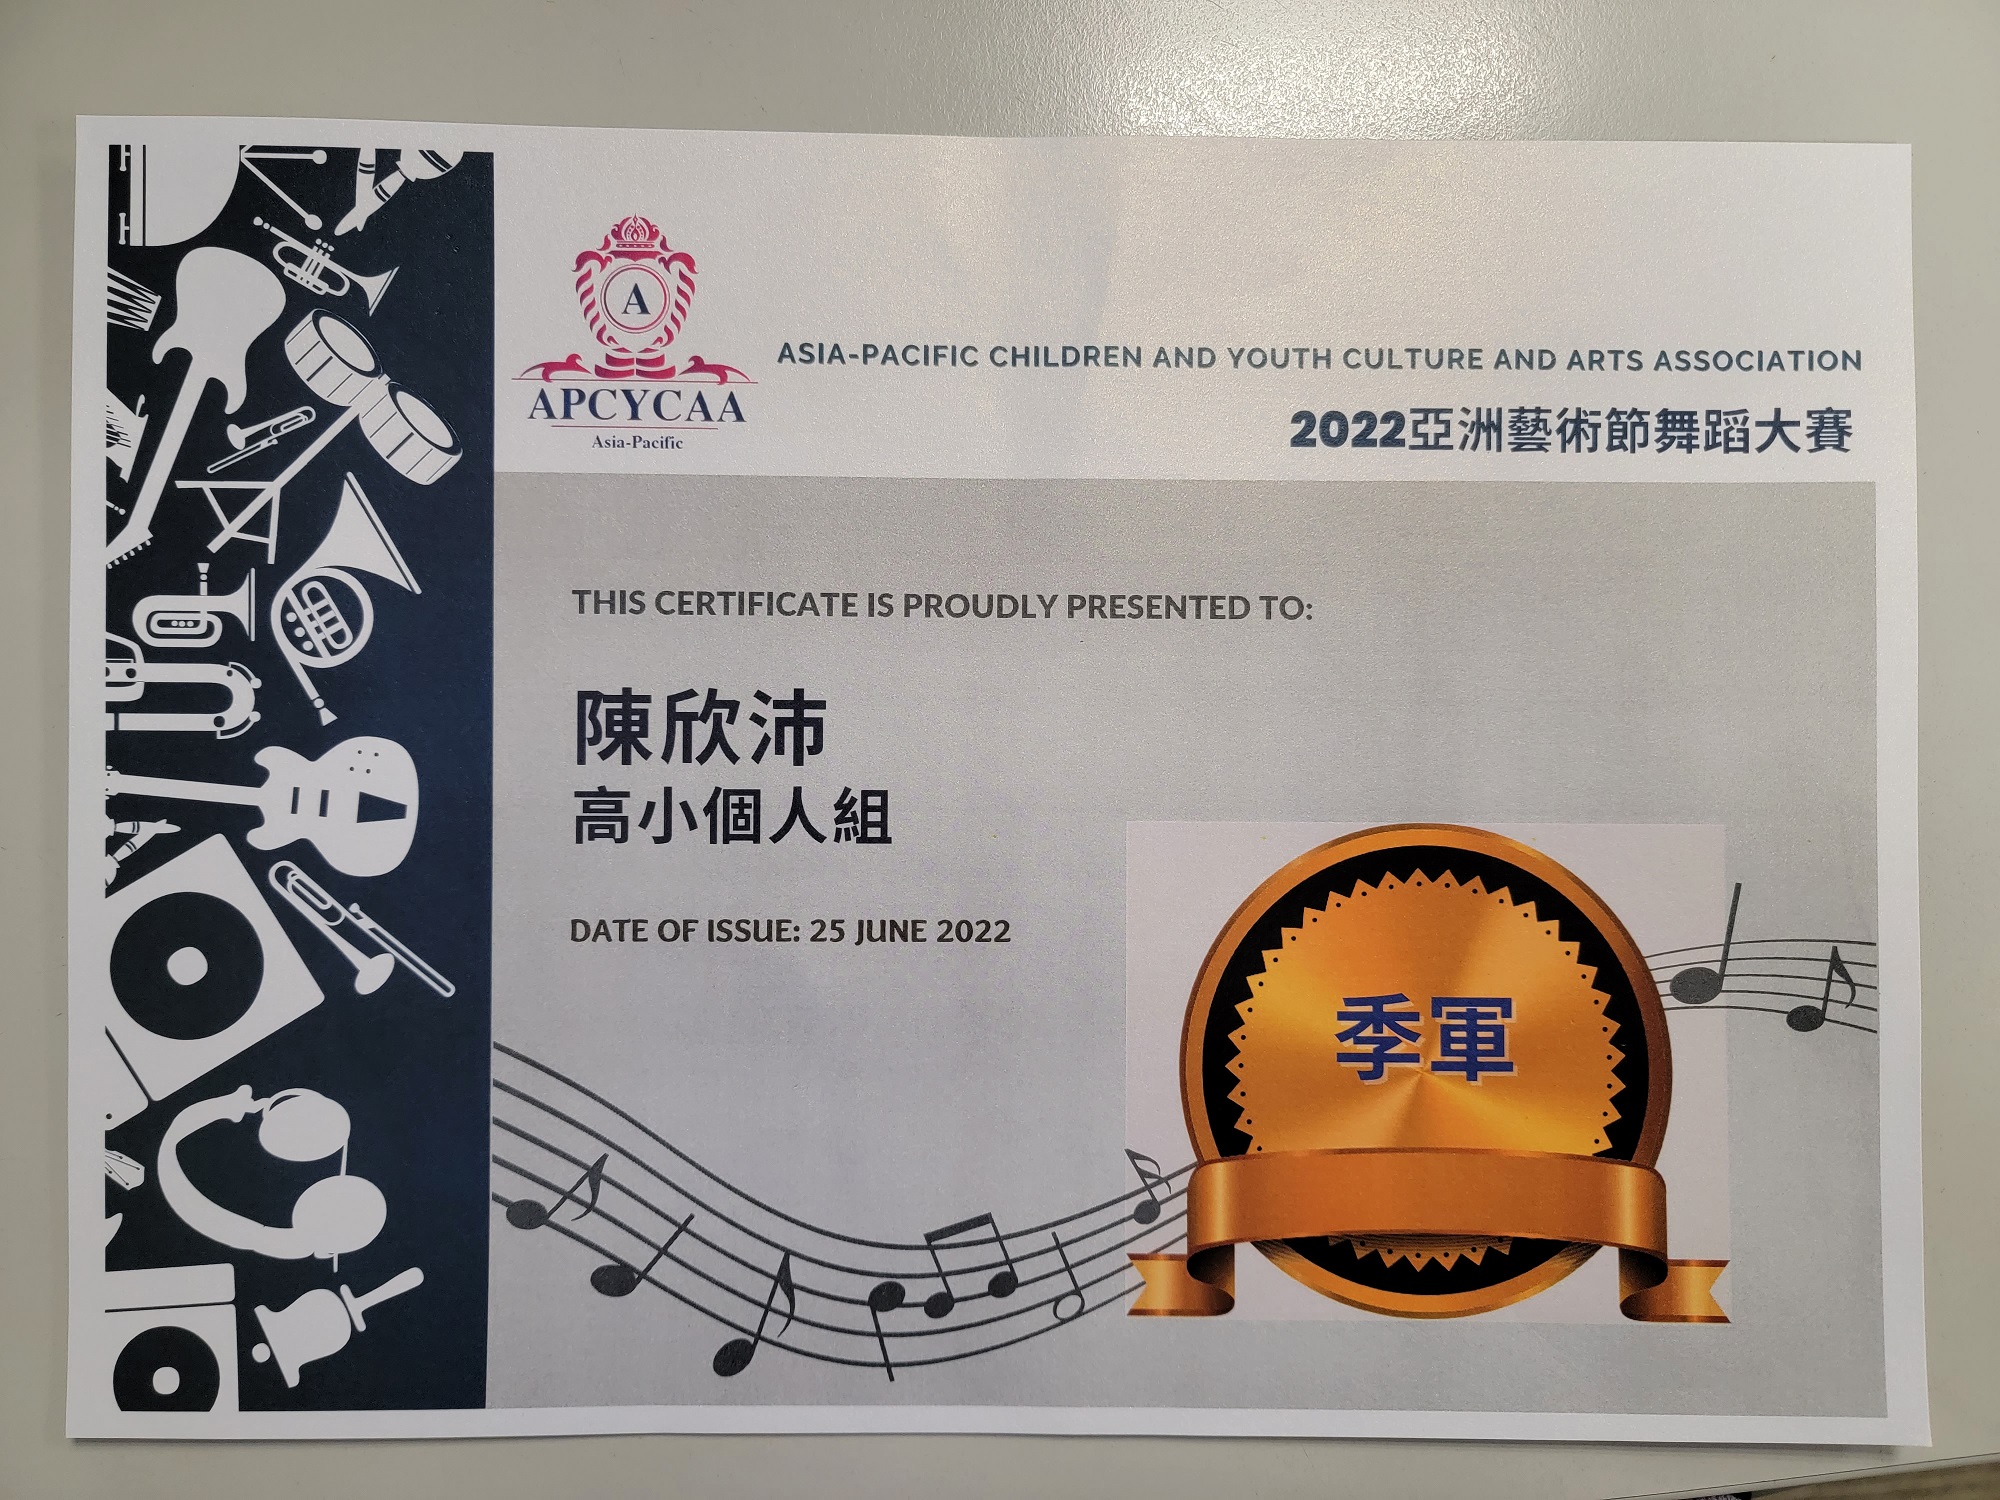 A
APCYCAA
Asia-Pacific
ASIA-PACIFIC CHILDREN AND YOUTH CULTURE AND ARTS ASSOCIATION
2022亞洲藝術節舞蹈大賽
THIS CERTIFICATE IS PROUDLY PRESENTED TO:
陳欣沛
高小個人組
DATE OF ISSUE: 25 JUNE 2022
季軍